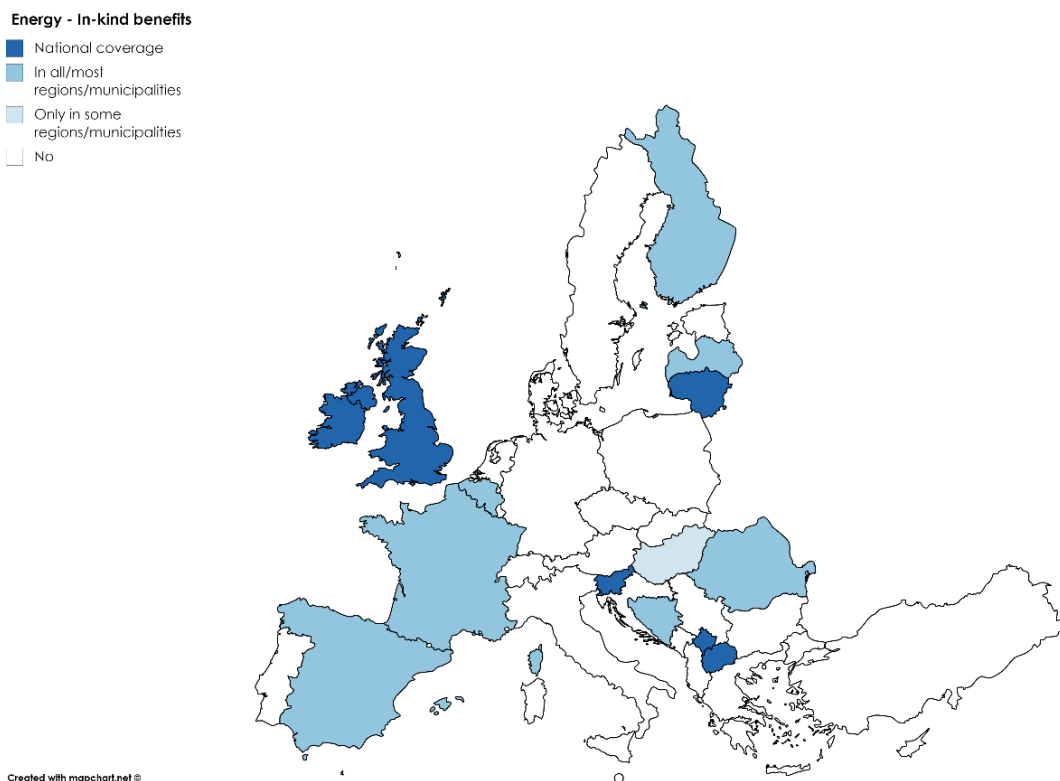 Energy - In-kind benefits
National coverage
In all/most
regions/municipalities
Only in some
regions/municipalities
No
Created with mapchart.net ©